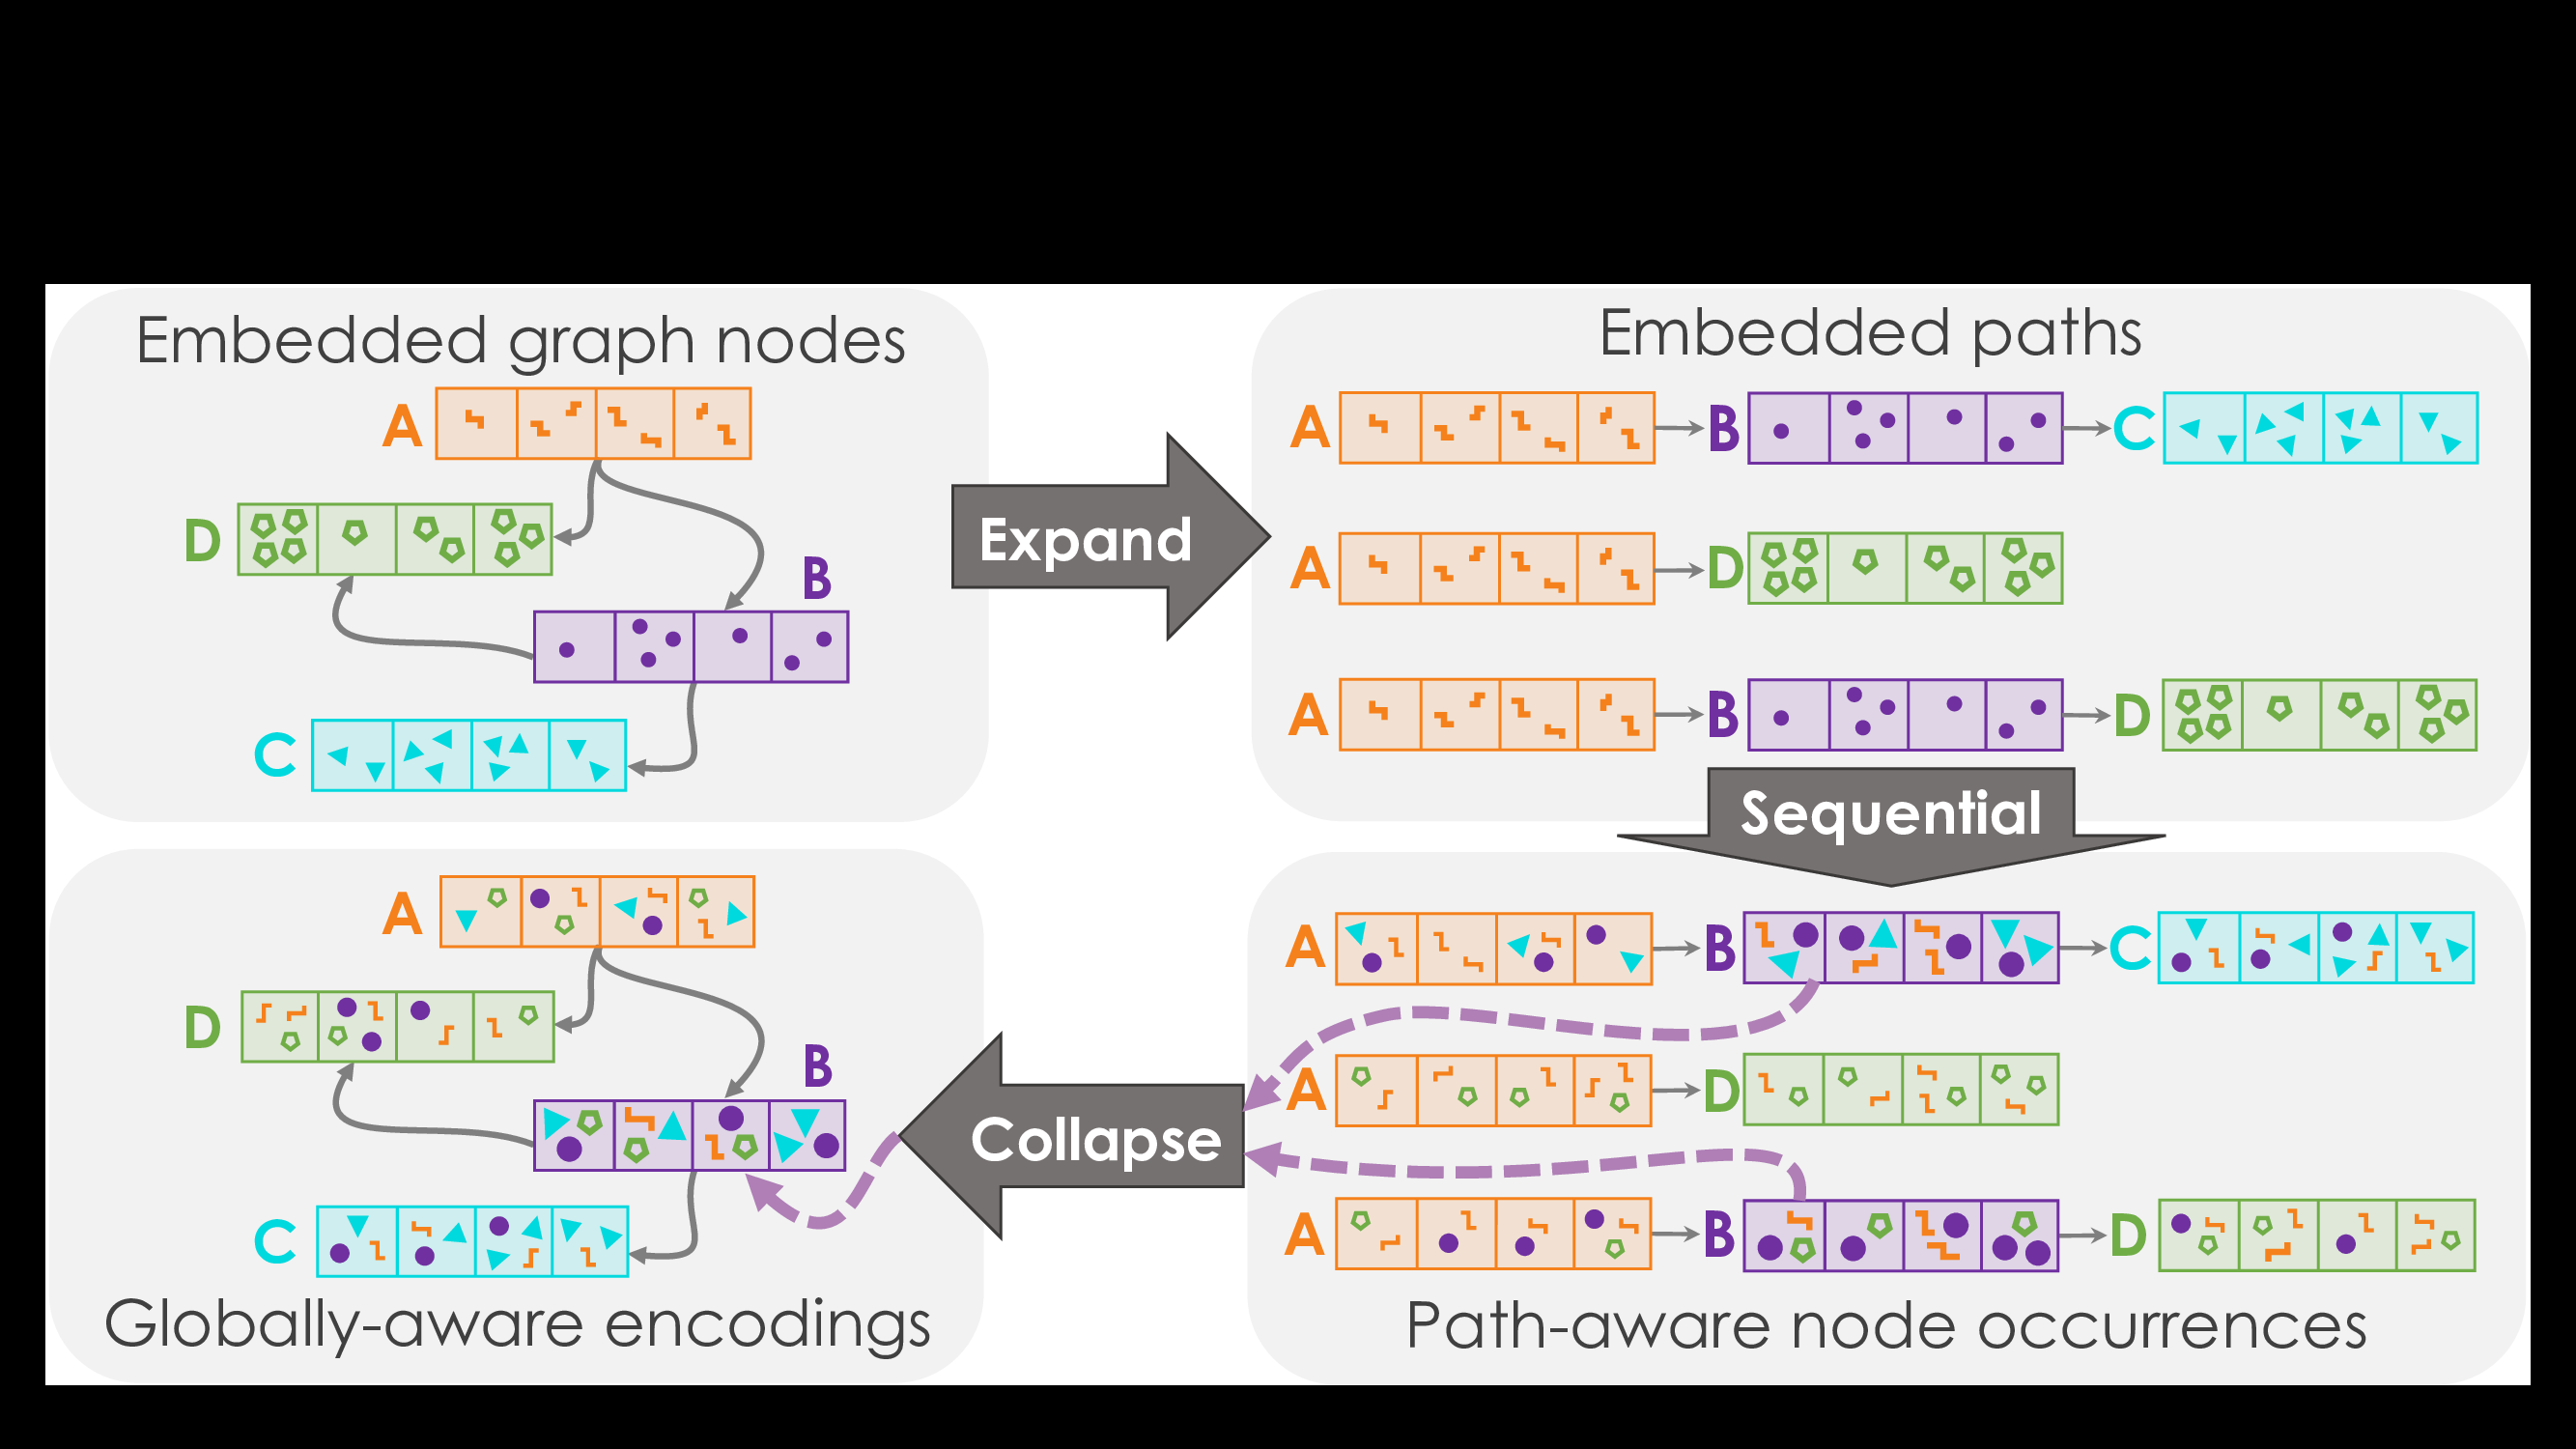 Embedded graph nodes
A
D
B
C
Expand
Embedded paths
A B C
A D
A B D
Sequential
A B C
A D
A B D
Path-aware node occurrences
Collapse
A
D
B
C
Globally-aware encodings